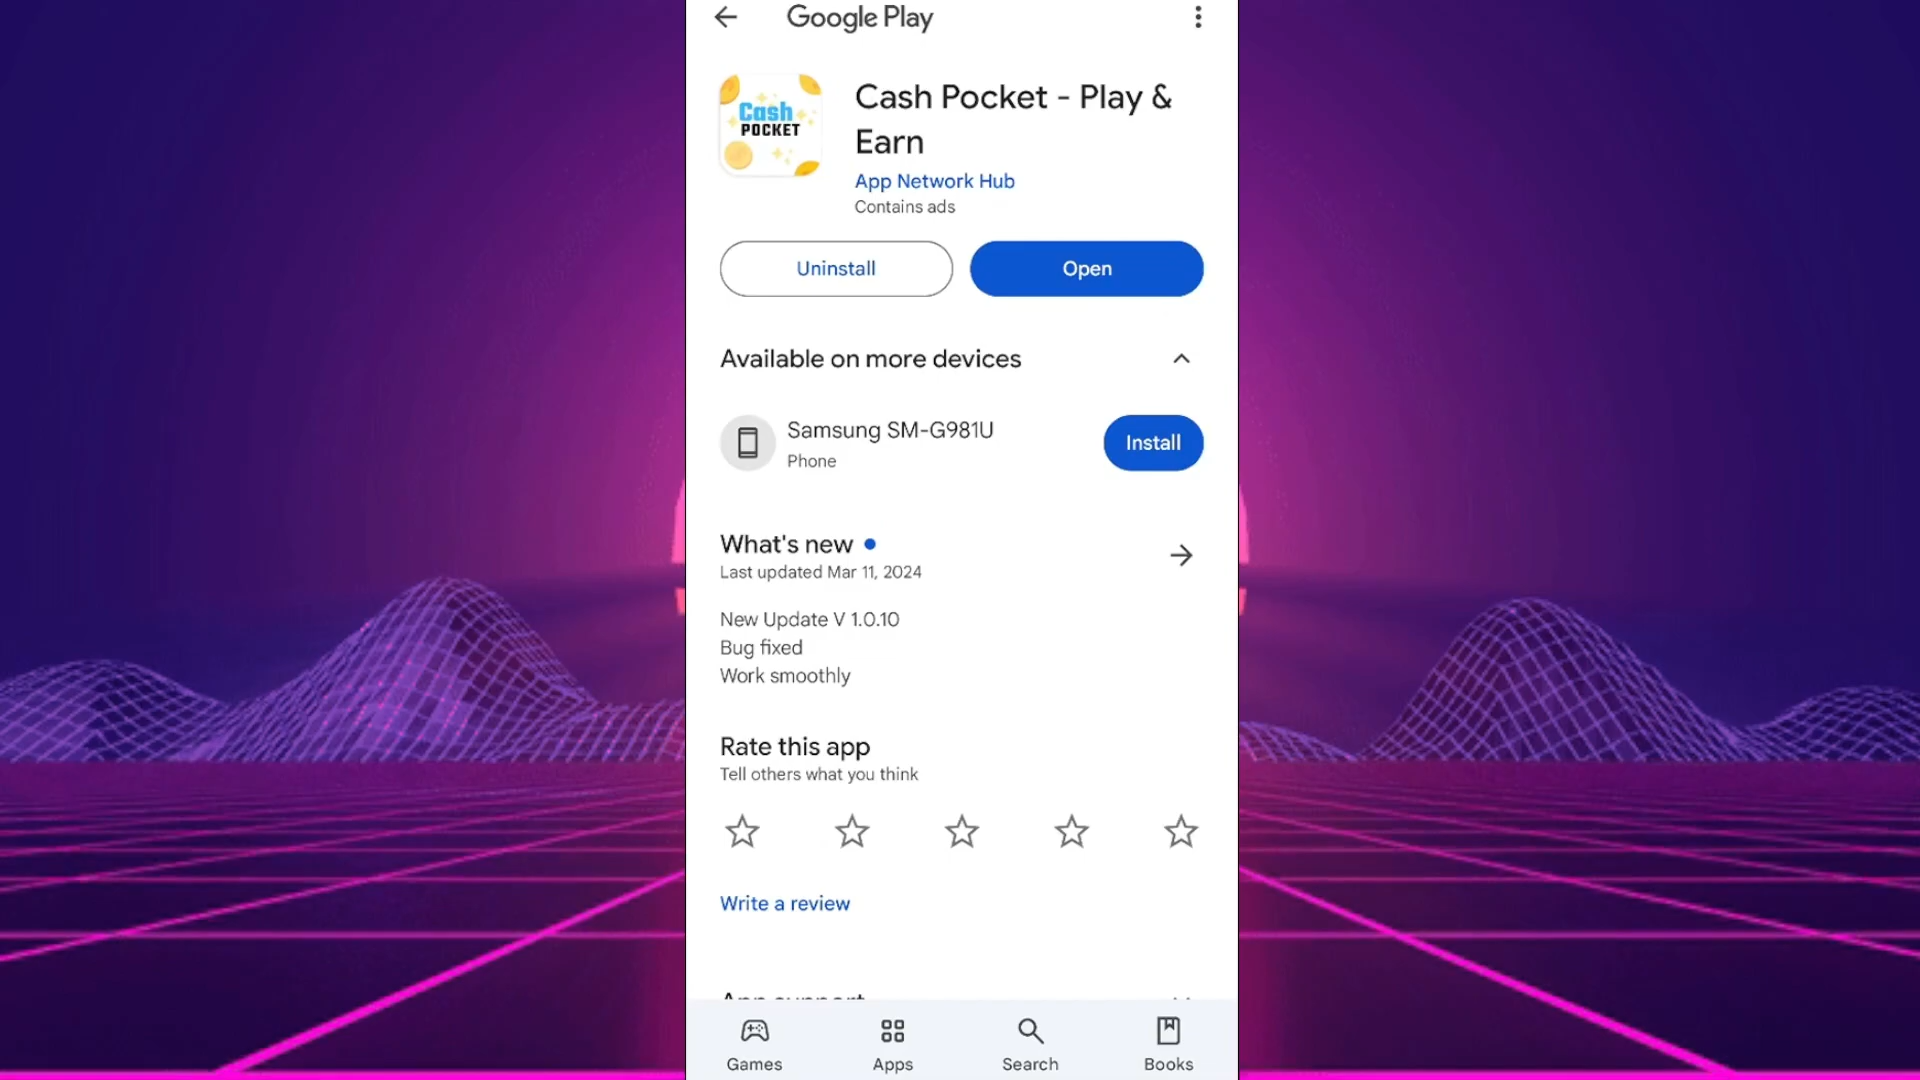 Google Play
Cash
POCKET
Cash Pocket - Play &
Earn
App Network Hub
Contains ads
Uninstall
Open
Available on more devices
Samsung SM-G981U
Phone
Install
What's new
Last updated Mar 11, 2024
New Update V 1.0.10
Bug fixed
Work smoothly
Rate this app
Tell others what you think
Write a review
App support
Games
Apps
Search
Books